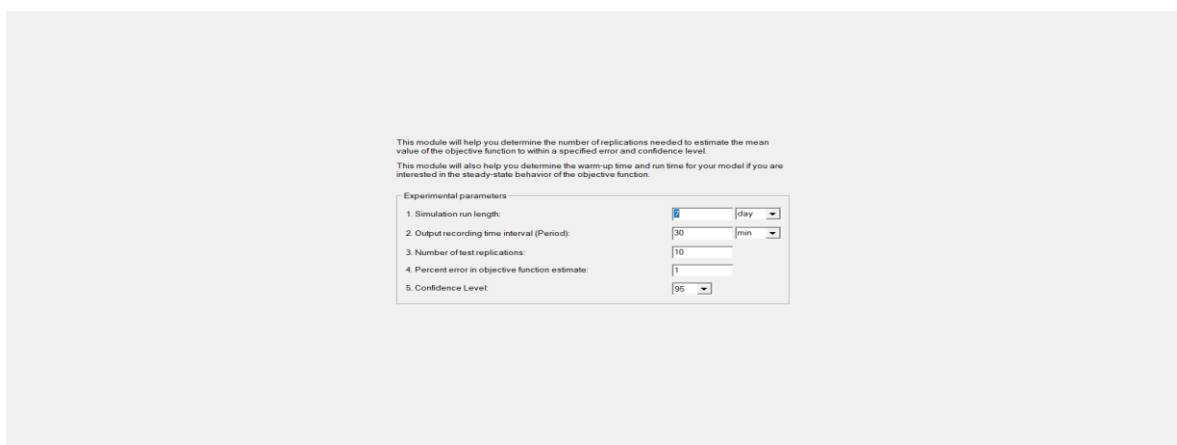 This module will help you determine the number of replications needed to estimate the mean
value of the objective function to within a specified error and confidence level.
This module will also help you determine the warm-up time and run time for your model if you are
interested in the steady-state behavior of the objective function.
Experimental parameters
1. Simulation run length: 7 day
2. Output recording time interval (Period): 30 min
3. Number of test replications: 10
4. Percent error in objective function estimate: 1
5. Confidence Level: 95